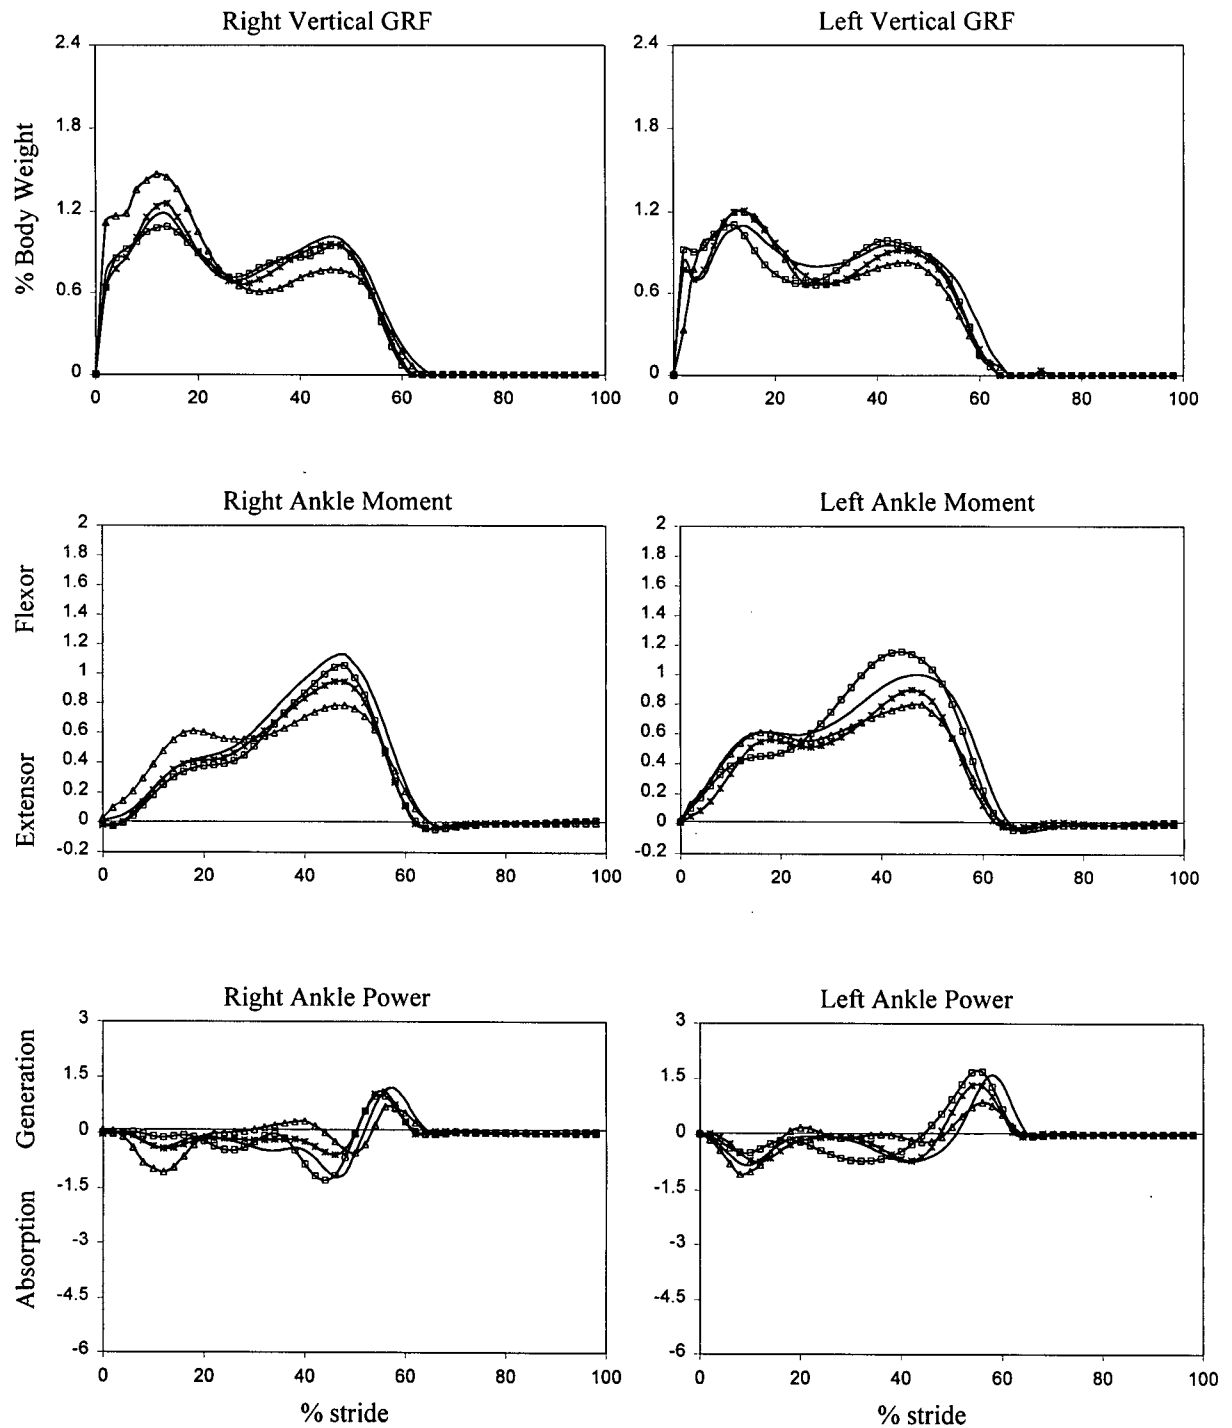 Right Vertical GRF
Left Vertical GRF
% Body Weight
2.4
1.8
1.2
0.6
0
0 20 40 60 80 100
2.4
1.8
1.2
0.6
0
0 20 40 60 80 100
Right Ankle Moment
Left Ankle Moment
Flexor
Extensor
2
1.8
1.6
1.4
1.2
1
0.8
0.6
0.4
0.2
0
-0.2
0 20 40 60 80 100
2
1.8
1.6
1.4
1.2
1
0.8
0.6
0.4
0.2
0
-0.2
0 20 40 60 80 100
Right Ankle Power
Left Ankle Power
Generation
Absorption
3
1.5
0
-1.5
-3
-4.5
-6
0 20 40 60 80 100
% stride
3
1.5
0
-1.5
-3
-4.5
-6
0 20 40 60 80 100
% stride